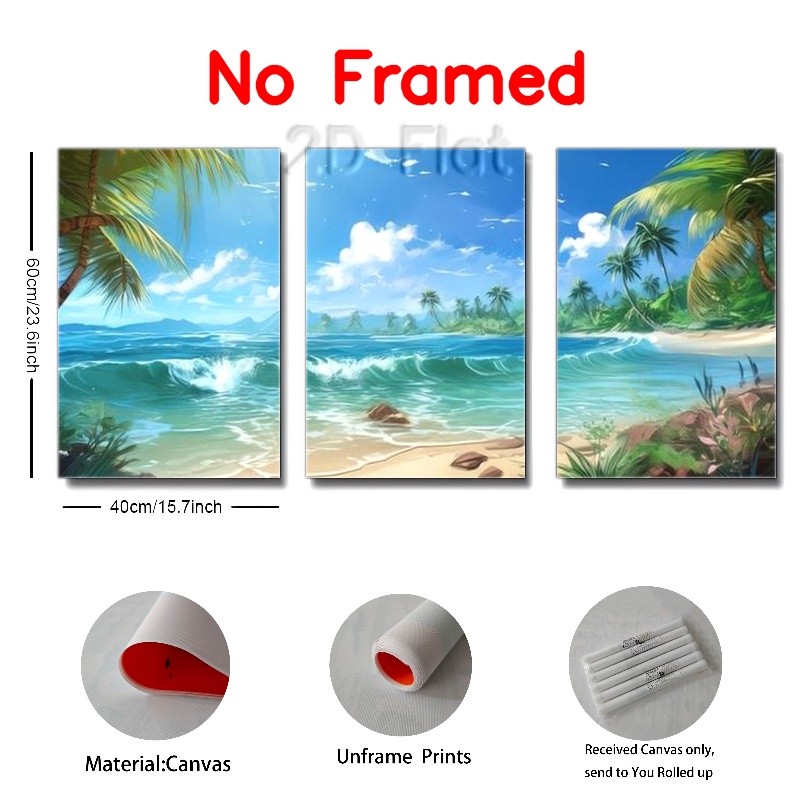 No Framed
2D Flat
60cm/23.6inch
40cm/15.7inch
Material:Canvas
Unframe Prints
Received Canvas only,
send to You Rolled up